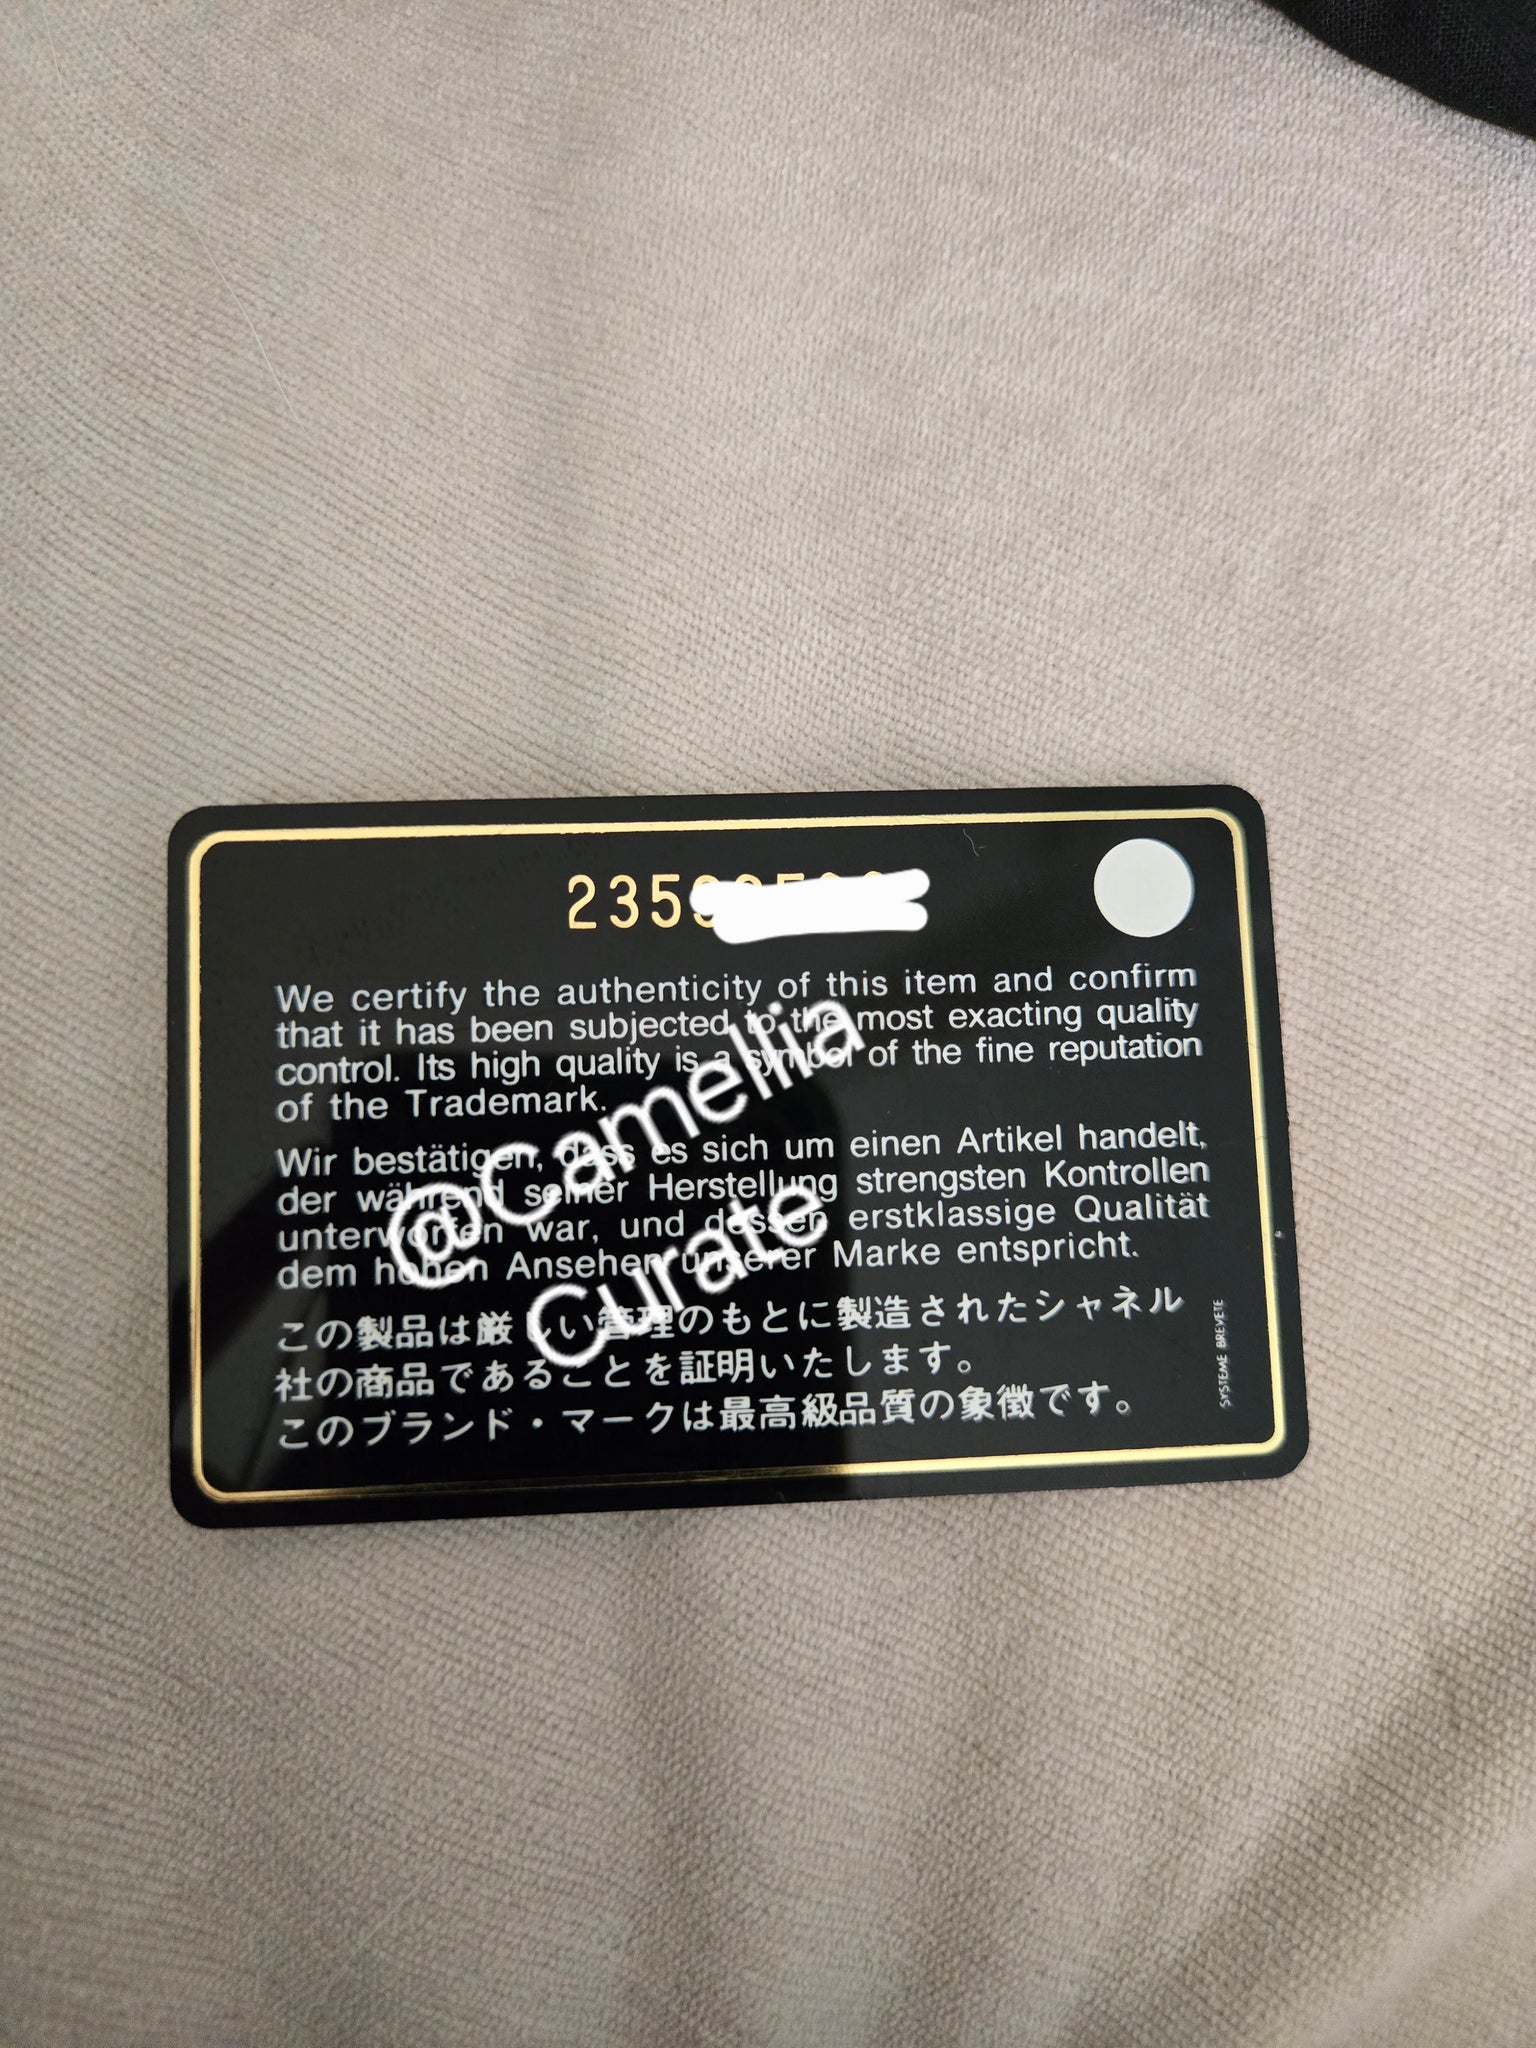 235
We certify the authenticity of this item and confirm
that it has been subjected to the most exacting quality
control. Its high quality is a symbol of the fine reputation
of the Trademark.
Wir bestätigen, dass es sich um einen Artikel handelt,
der während seiner Herstellung strengsten Kontrollen
unterworfen war, und dessen erstklassige Qualität
dem hohen Ansehen unserer Marke entspricht.
この製品は厳しい管理のもとに製造されたシャネル
社の商品であることを証明いたします。
このブランド・マークは最高級品質の象徴です。
SYSTEME BREVETE
@Camellia
Curate